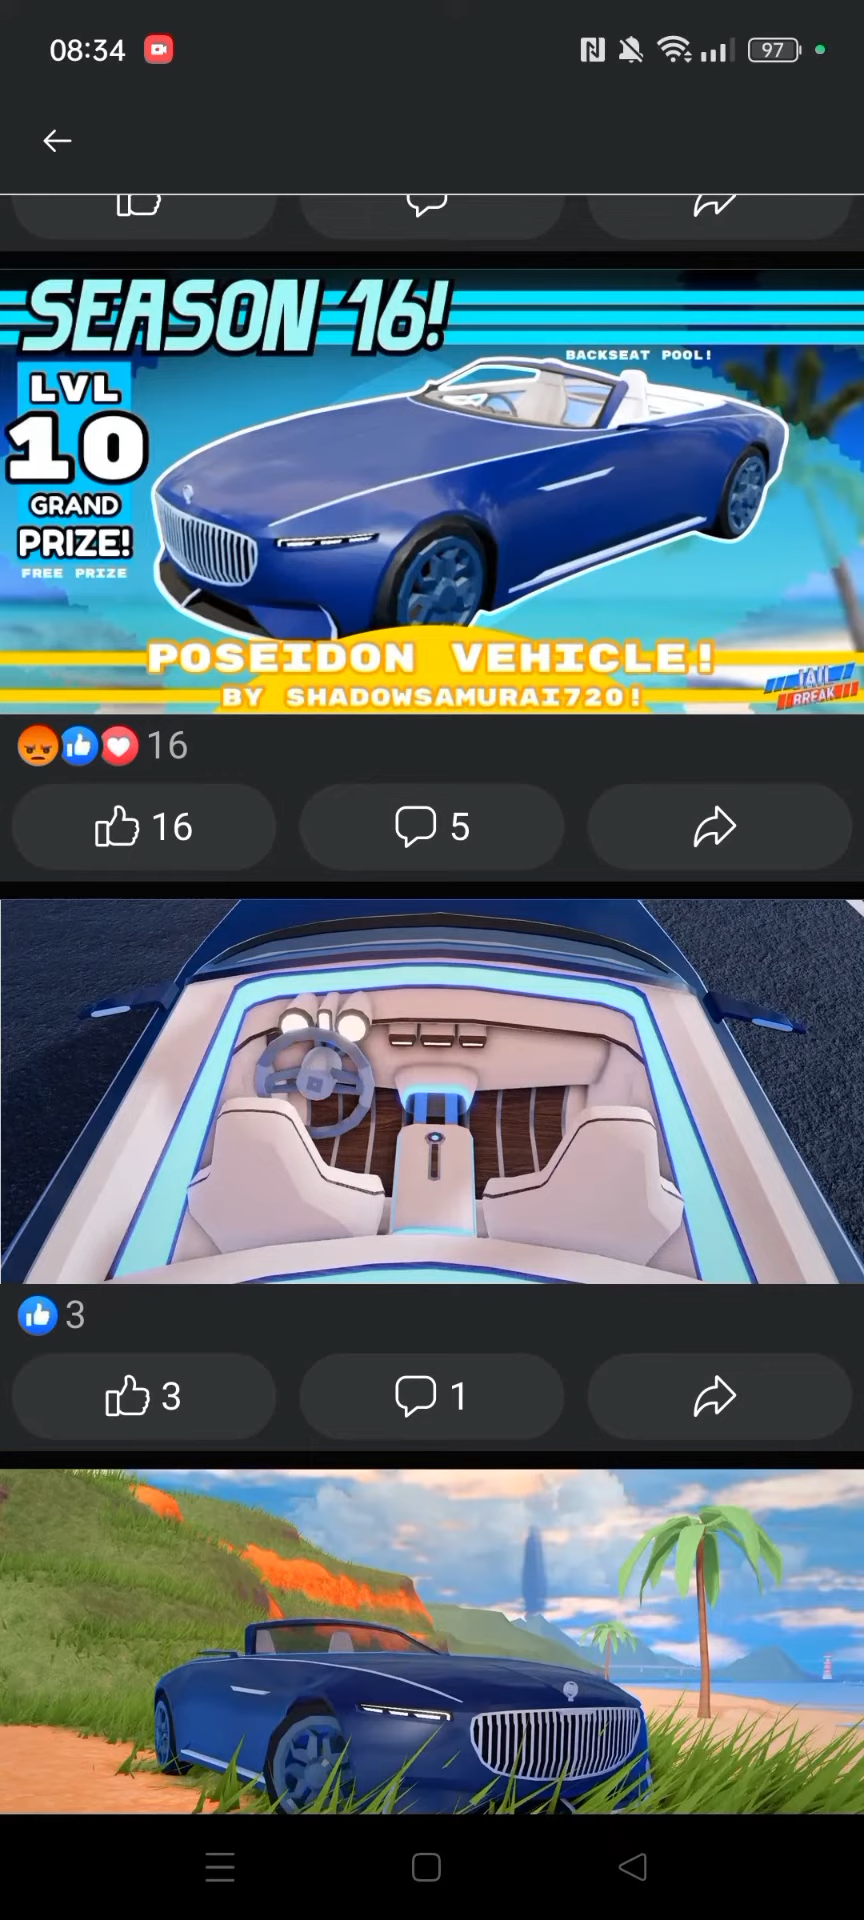 08:34
97
SEASON 16!
BACKSEAT POOL!
LVL
10
GRAND
PRIZE!
FREE PRIZE
POSEIDON VEHICLE!
BY SHADOWSAMURAI720!
JAIL
BREAK
16
16
5
3
3
1